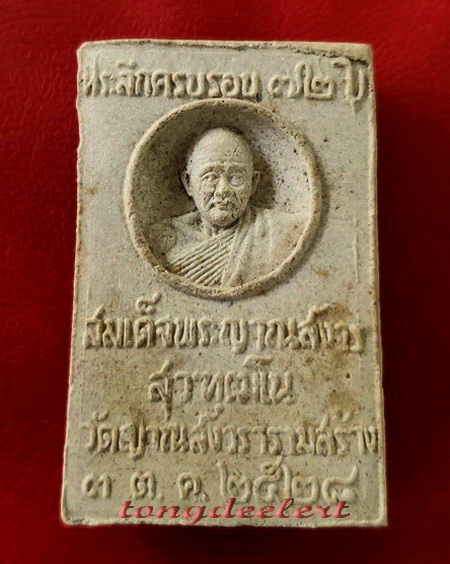 ที่ระลึกครบรอบ ๗๒ ปี
สมเด็จพระญาณสังวร
สุวฑฺฒโน
วัดญาณสังวรารามสร้าง
๓ ต. ค. ๒๕๒๘
tongdeelert